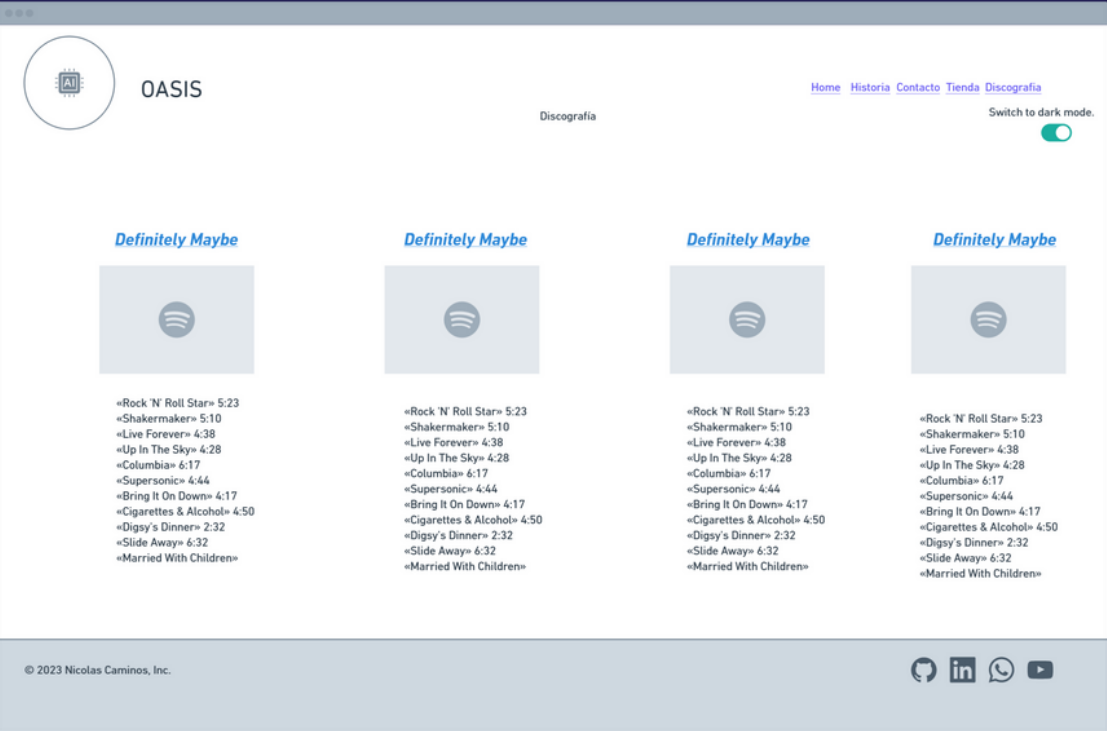 AI
OASIS
Home Historia Contacto Tienda Discografia
Discografía
Switch to dark mode.
Definitely Maybe
«Rock 'N' Roll Star» 5:23
«Shakermaker» 5:10
«Live Forever» 4:38
«Up In The Sky» 4:28
«Columbia» 6:17
«Supersonic» 4:44
«Bring It On Down» 4:17
«Cigarettes & Alcohol» 4:50
«Digsy's Dinner» 2:32
«Slide Away» 6:32
«Married With Children»
Definitely Maybe
«Rock 'N' Roll Star» 5:23
«Shakermaker» 5:10
«Live Forever» 4:38
«Up In The Sky» 4:28
«Columbia» 6:17
«Supersonic» 4:44
«Bring It On Down» 4:17
«Cigarettes & Alcohol» 4:50
«Digsy's Dinner» 2:32
«Slide Away» 6:32
«Married With Children»
Definitely Maybe
«Rock 'N' Roll Star» 5:23
«Shakermaker» 5:10
«Live Forever» 4:38
«Up In The Sky» 4:28
«Columbia» 6:17
«Supersonic» 4:44
«Bring It On Down» 4:17
«Cigarettes & Alcohol» 4:50
«Digsy's Dinner» 2:32
«Slide Away» 6:32
«Married With Children»
Definitely Maybe
«Rock 'N' Roll Star» 5:23
«Shakermaker» 5:10
«Live Forever» 4:38
«Up In The Sky» 4:28
«Columbia» 6:17
«Supersonic» 4:44
«Bring It On Down» 4:17
«Cigarettes & Alcohol» 4:50
«Digsy's Dinner» 2:32
«Slide Away» 6:32
«Married With Children»
© 2023 Nicolas Caminos, Inc.
in